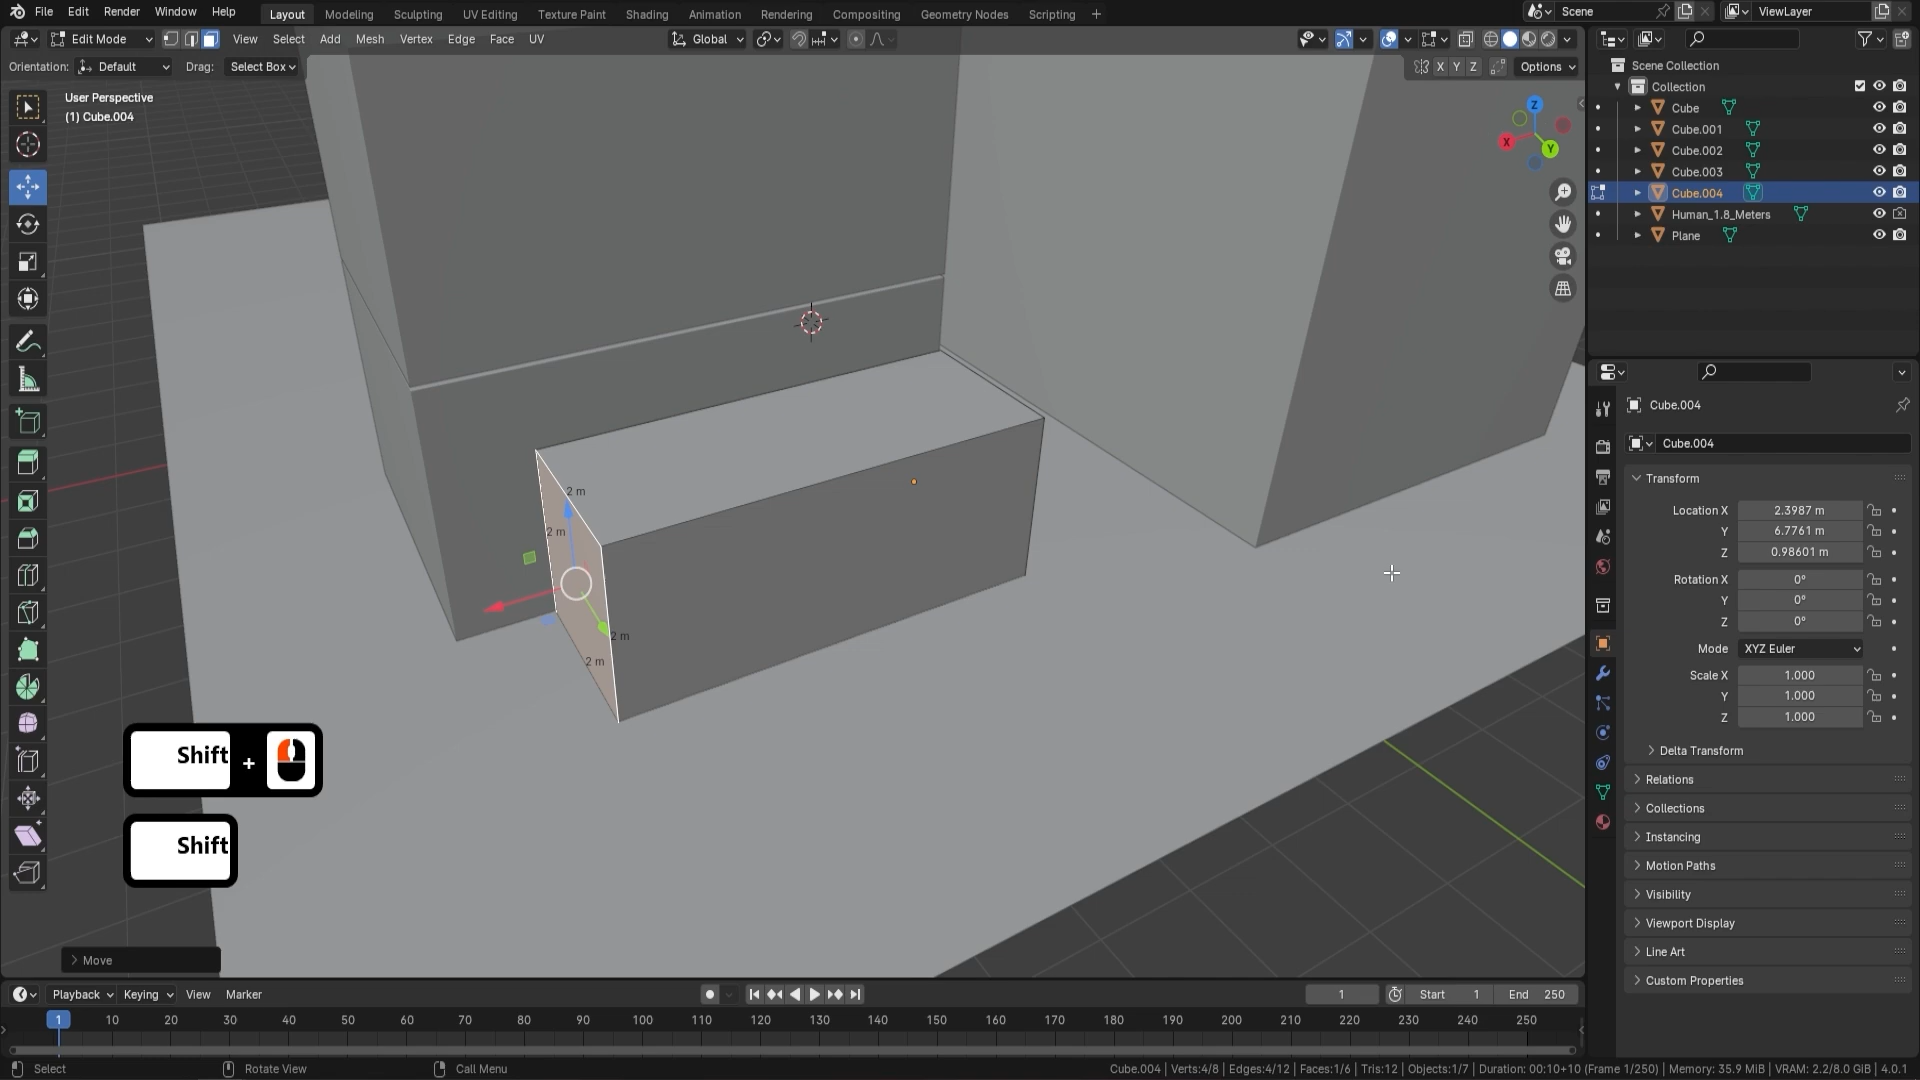 File Edit Render Window Help Layout Modeling Sculpting UV Editing Texture Paint Shading Animation Rendering Compositing Geometry Nodes Scripting + Scene ViewLayer
Edit Mode View Select Add Mesh Vertex Edge Face UV Global
Orientation: Default Drag: Select Box X Y Z Options
User Perspective
(1) Cube.004
Z
X
Y
2 m
2 m
2 m
2 m
Shift +
Shift
Move
Scene Collection
Collection
Cube
Cube.001
Cube.002
Cube.003
Cube.004
Human_1.8_Meters
Plane
Cube.004
Cube.004
Transform
Location X 2.3987 m
Y 6.7761 m
Z 0.98601 m
Rotation X 0°
Y 0°
Z 0°
Mode XYZ Euler
Scale X 1.000
Y 1.000
Z 1.000
Delta Transform
Relations
Collections
Instancing
Motion Paths
Visibility
Viewport Display
Line Art
Custom Properties
Playback Keying View Marker 1 Start 1 End 250
1 10 20 30 40 50 60 70 80 90 100 110 120 130 140 150 160 170 180 190 200 210 220 230 240 250
Select Rotate View Call Menu Cube.004 | Verts:4/8 | Edges:4/12 | Faces:1/6 | Tris:12 | Objects:1/7 | Duration: 00:10+10 (Frame 1/250) | Memory: 35.9 MiB | VRAM: 2.2/8.0 GiB | 4.0.1